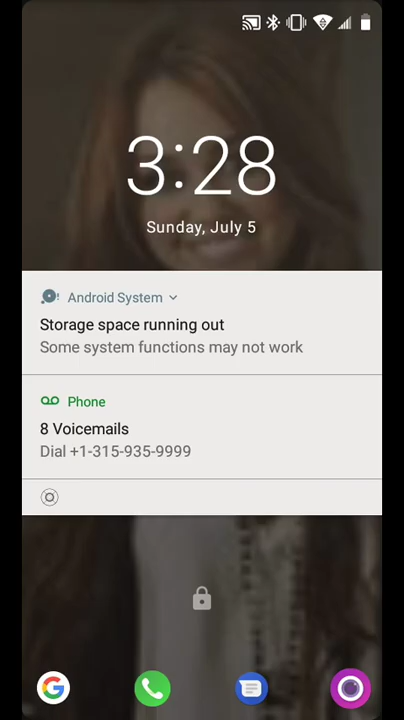 3:28
Sunday, July 5
Android System
Storage space running out
Some system functions may not work
Phone
8 Voicemails
Dial +1-315-935-9999